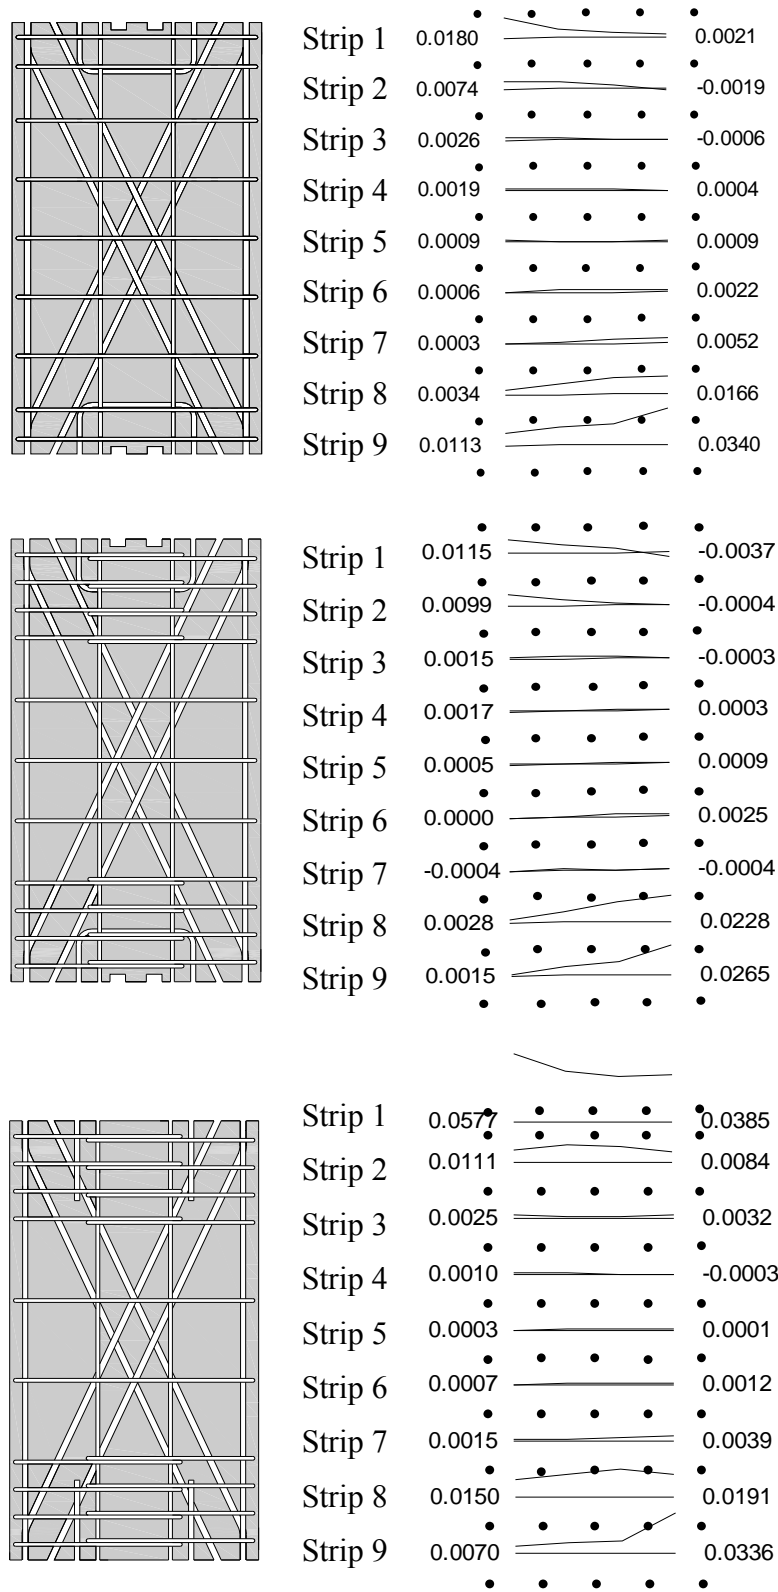 Strip 1 0.0180 0.0021
Strip 2 0.0074 -0.0019
Strip 3 0.0026 -0.0006
Strip 4 0.0019 0.0004
Strip 5 0.0009 0.0009
Strip 6 0.0006 0.0022
Strip 7 0.0003 0.0052
Strip 8 0.0034 0.0166
Strip 9 0.0113 0.0340
Strip 1 0.0115 -0.0037
Strip 2 0.0099 -0.0004
Strip 3 0.0015 -0.0003
Strip 4 0.0017 0.0003
Strip 5 0.0005 0.0009
Strip 6 0.0000 0.0025
Strip 7 -0.0004 -0.0004
Strip 8 0.0028 0.0228
Strip 9 0.0015 0.0265
Strip 1 0.0577 0.0385
Strip 2 0.0111 0.0084
Strip 3 0.0025 0.0032
Strip 4 0.0010 -0.0003
Strip 5 0.0003 0.0001
Strip 6 0.0007 0.0012
Strip 7 0.0015 0.0039
Strip 8 0.0150 0.0191
Strip 9 0.0070 0.0336